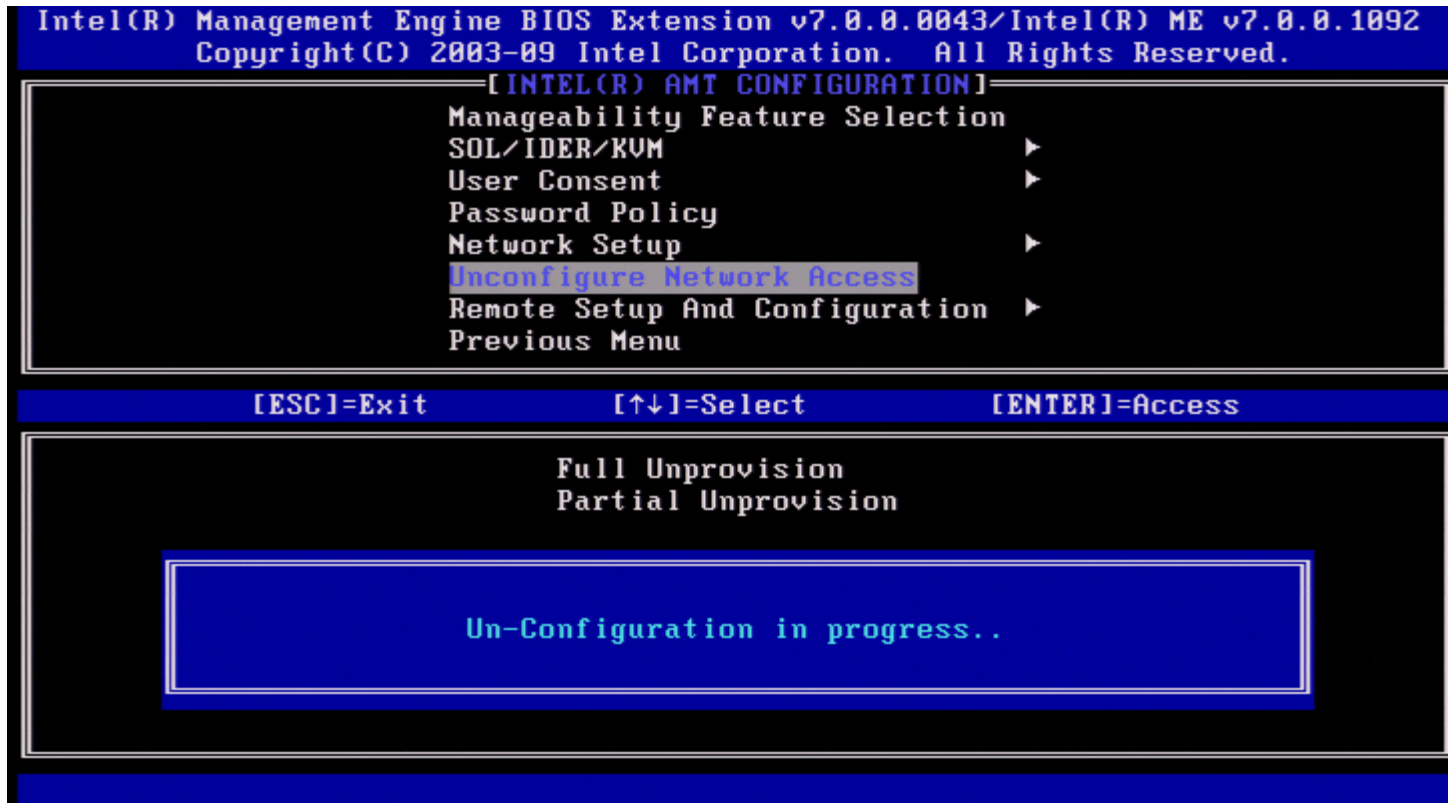 Intel(R) Management Engine BIOS Extension v7.0.0.0043/Intel(R) ME v7.0.0.1092
Copyright(C) 2003-09 Intel Corporation. All Rights Reserved.
[INTEL(R) AMT CONFIGURATION]
Manageability Feature Selection
SOL/IDER/KVM ►
User Consent ►
Password Policy
Network Setup ►
Unconfigure Network Access
Remote Setup And Configuration ►
Previous Menu
[ESC]=Exit [↑↓]=Select [ENTER]=Access
Full Unprovision
Partial Unprovision
Un-Configuration in progress..